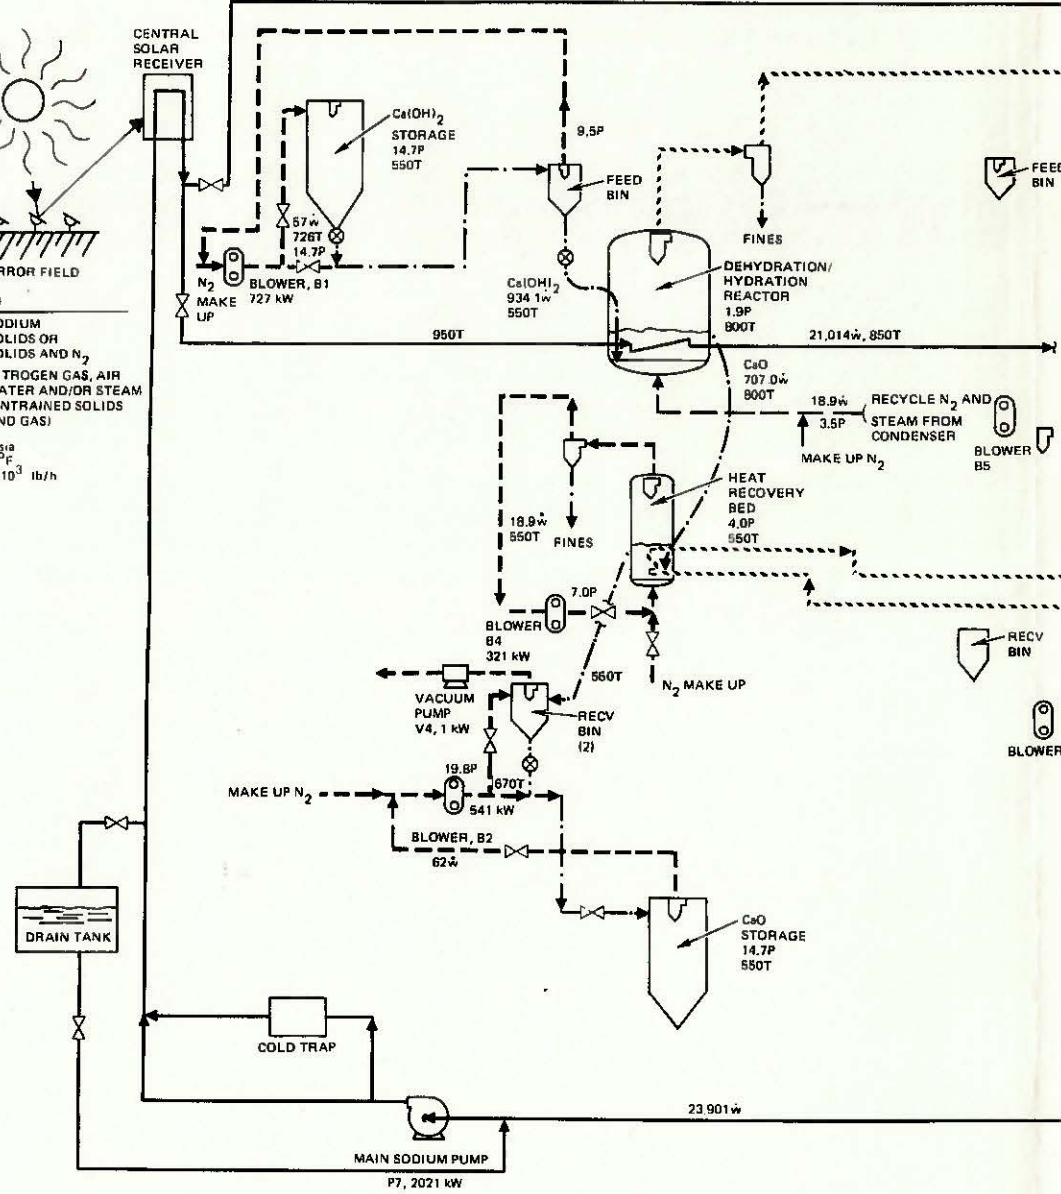 CENTRAL
SOLAR
RECEIVER
Ca(OH)2
STORAGE
14.7P
550T
9.5P
FEED
BIN
FEED
BIN
FINES
67ẇ
726T
14.7P
N2
MAKE
UP
BLOWER, B1
727 kW
RROR FIELD
Ca(OH)2
934.1ẇ
550T
DEHYDRATION/
HYDRATION
REACTOR
1.9P
800T
ODIUM
OLIDS OR
OLIDS AND N2
TROGEN GAS, AIR
ATER AND/OR STEAM
NTRAINED SOLIDS
ND GAS)
sia
°F
10³ lb/h
950T
21,014ẇ, 850T
CaO
707.0ẇ
800T
18.9ẇ
3.5P
RECYCLE N2 AND
STEAM FROM
CONDENSER
MAKE UP N2
BLOWER
B5
HEAT
RECOVERY
BED
4.0P
550T
18.9ẇ
550T
FINES
7.0P
BLOWER
B4
321 kW
N2 MAKE UP
550T
RECV
BIN
VACUUM
PUMP
V4, 1 kW
RECV
BIN
(2)
BLOWER
19.8P
670T
MAKE UP N2
541 kW
BLOWER, B2
62ẇ
DRAIN TANK
CaO
STORAGE
14.7P
550T
COLD TRAP
23,901ẇ
MAIN SODIUM PUMP
P7, 2021 kW